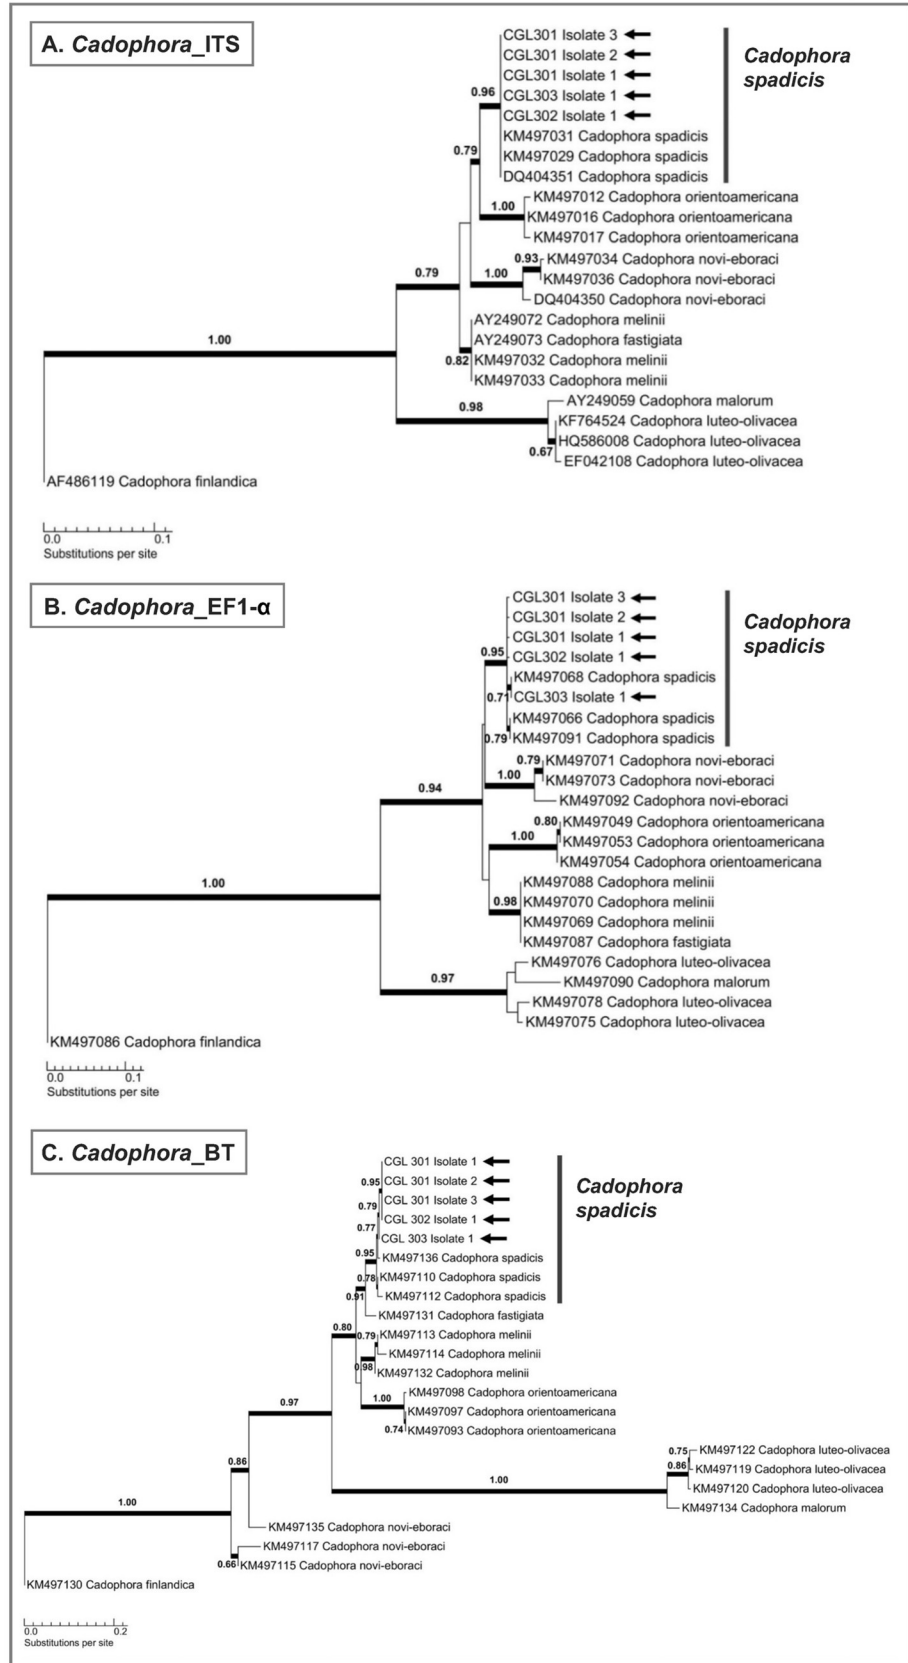 A. Cadophora_ITS
CGL301 Isolate 3
CGL301 Isolate 2
CGL301 Isolate 1
CGL303 Isolate 1
CGL302 Isolate 1
KM497031 Cadophora spadicis
KM497029 Cadophora spadicis
DQ404351 Cadophora spadicis
Cadophora
spadicis
0.96
0.79
KM497012 Cadophora orientoamericana
1.00
KM497016 Cadophora orientoamericana
KM497017 Cadophora orientoamericana
0.93
KM497034 Cadophora novi-eboraci
0.79
1.00
KM497036 Cadophora novi-eboraci
DQ404350 Cadophora novi-eboraci
AY249072 Cadophora melinii
AY249073 Cadophora fastigiata
1.00
0.82
KM497032 Cadophora melinii
KM497033 Cadophora melinii
AY249059 Cadophora malorum
0.98
KF764524 Cadophora luteo-olivacea
HQ586008 Cadophora luteo-olivacea
0.67
EF042108 Cadophora luteo-olivacea
AF486119 Cadophora finlandica
0.0 0.1
Substitutions per site
B. Cadophora_EF1-α
CGL301 Isolate 3
CGL301 Isolate 2
CGL301 Isolate 1
CGL302 Isolate 1
Cadophora
spadicis
0.95
KM497068 Cadophora spadicis
0.71
CGL303 Isolate 1
KM497066 Cadophora spadicis
0.79
KM497091 Cadophora spadicis
0.79
KM497071 Cadophora novi-eboraci
1.00
KM497073 Cadophora novi-eboraci
0.94
KM497092 Cadophora novi-eboraci
0.80
KM497049 Cadophora orientoamericana
1.00
KM497053 Cadophora orientoamericana
KM497054 Cadophora orientoamericana
1.00
KM497088 Cadophora melinii
0.98
KM497070 Cadophora melinii
KM497069 Cadophora melinii
KM497087 Cadophora fastigiata
KM497076 Cadophora luteo-olivacea
0.97
KM497090 Cadophora malorum
KM497078 Cadophora luteo-olivacea
KM497075 Cadophora luteo-olivacea
KM497086 Cadophora finlandica
0.0 0.1
Substitutions per site
C. Cadophora_BT
CGL 301 Isolate 1
0.95
CGL 301 Isolate 2
CGL 301 Isolate 3
0.79
CGL 302 Isolate 1
0.77
CGL 303 Isolate 1
Cadophora
spadicis
0.95
KM497136 Cadophora spadicis
0.78
KM497110 Cadophora spadicis
0.91
KM497112 Cadophora spadicis
KM497131 Cadophora fastigiata
0.80
0.79
KM497113 Cadophora melinii
KM497114 Cadophora melinii
0.98
KM497132 Cadophora melinii
KM497098 Cadophora orientoamericana
1.00
KM497097 Cadophora orientoamericana
0.74
KM497093 Cadophora orientoamericana
0.97
0.75
KM497122 Cadophora luteo-olivacea
0.86
0.86
KM497119 Cadophora luteo-olivacea
1.00
KM497120 Cadophora luteo-olivacea
KM497134 Cadophora malorum
1.00
KM497135 Cadophora novi-eboraci
KM497117 Cadophora novi-eboraci
0.66
KM497115 Cadophora novi-eboraci
KM497130 Cadophora finlandica
0.0 0.2
Substitutions per site